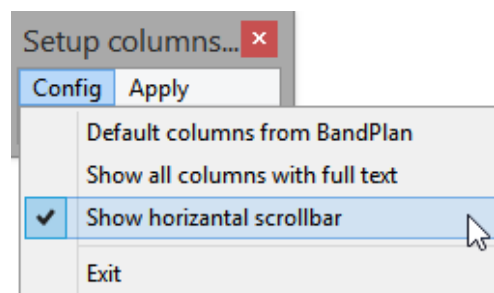 Setup columns...
Config Apply
Default columns from BandPlan
Show all columns with full text
Show horizantal scrollbar
Exit